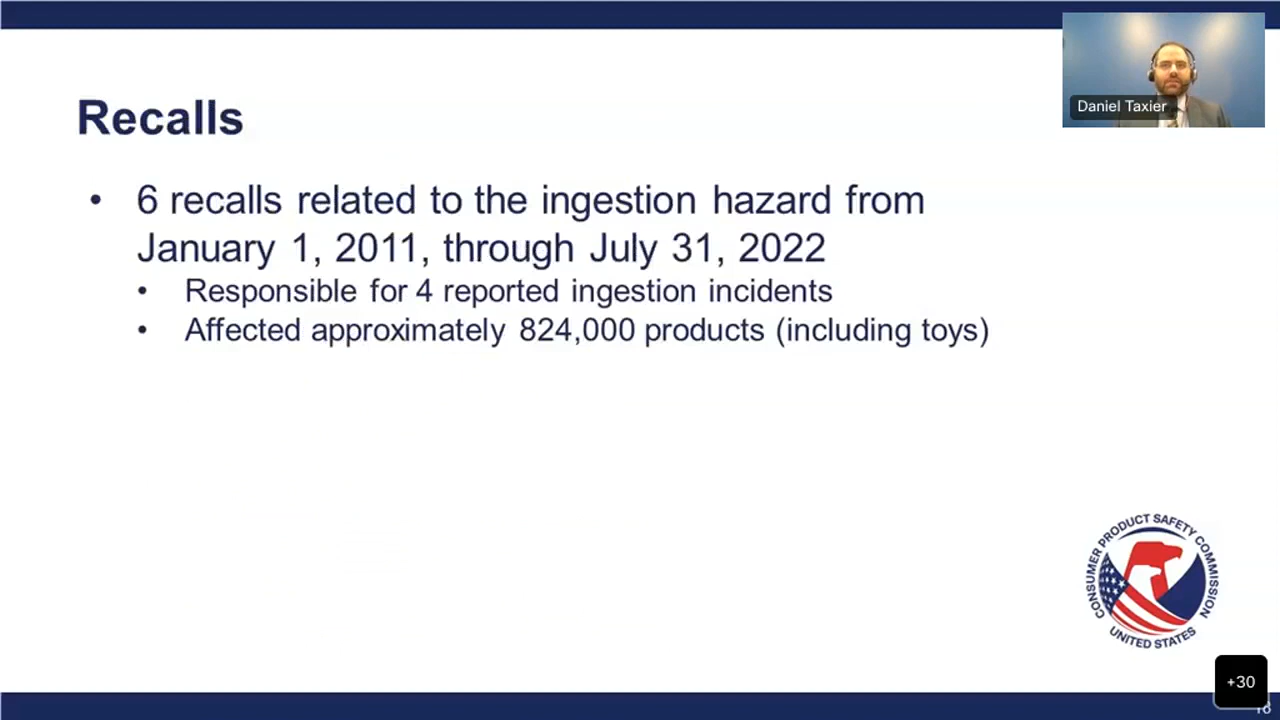 Daniel Taxier
Recalls
• 6 recalls related to the ingestion hazard from
January 1, 2011, through July 31, 2022
• Responsible for 4 reported ingestion incidents
• Affected approximately 824,000 products (including toys)
CONSUMER PRODUCT SAFETY COMMISSION
UNITED STATES
+30